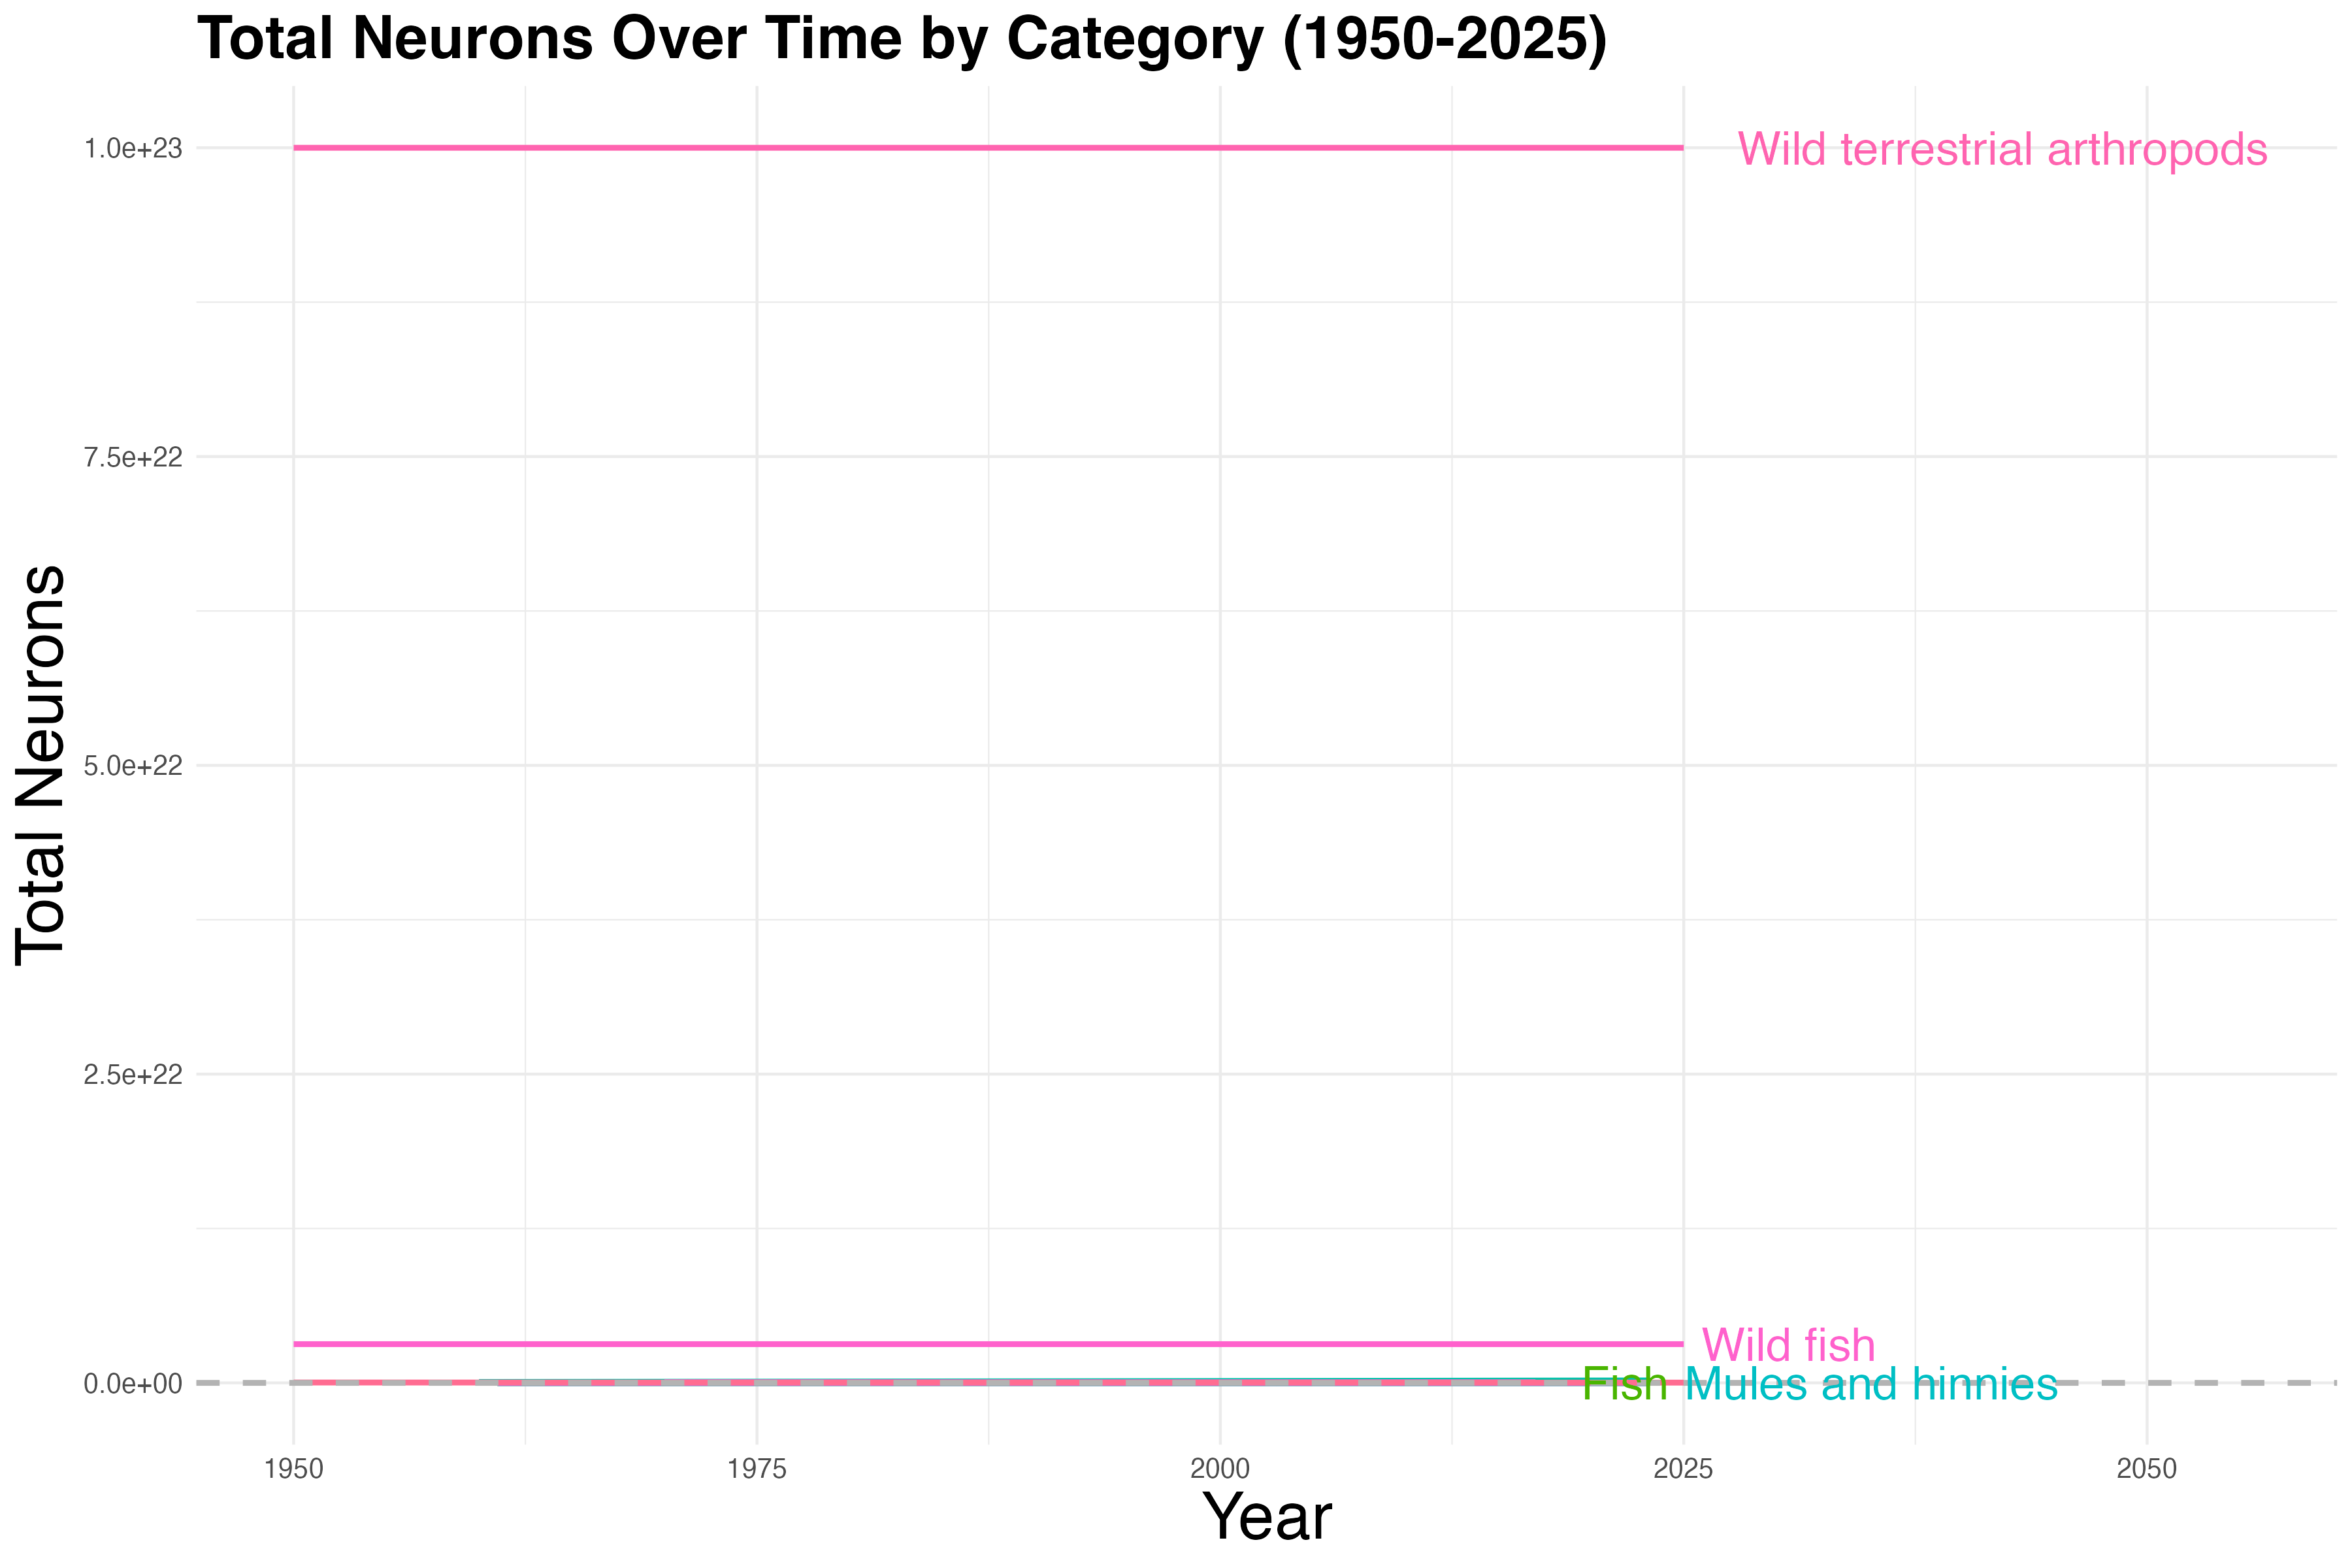 Total Neurons Over Time by Category (1950-2025)
1.0e+23
Wild terrestrial arthropods
7.5e+22
5.0e+22
2.5e+22
Wild fish
0.0e+00
Fish
Mules and hinnies
Total Neurons
1950
1975
2000
2025
2050
Year